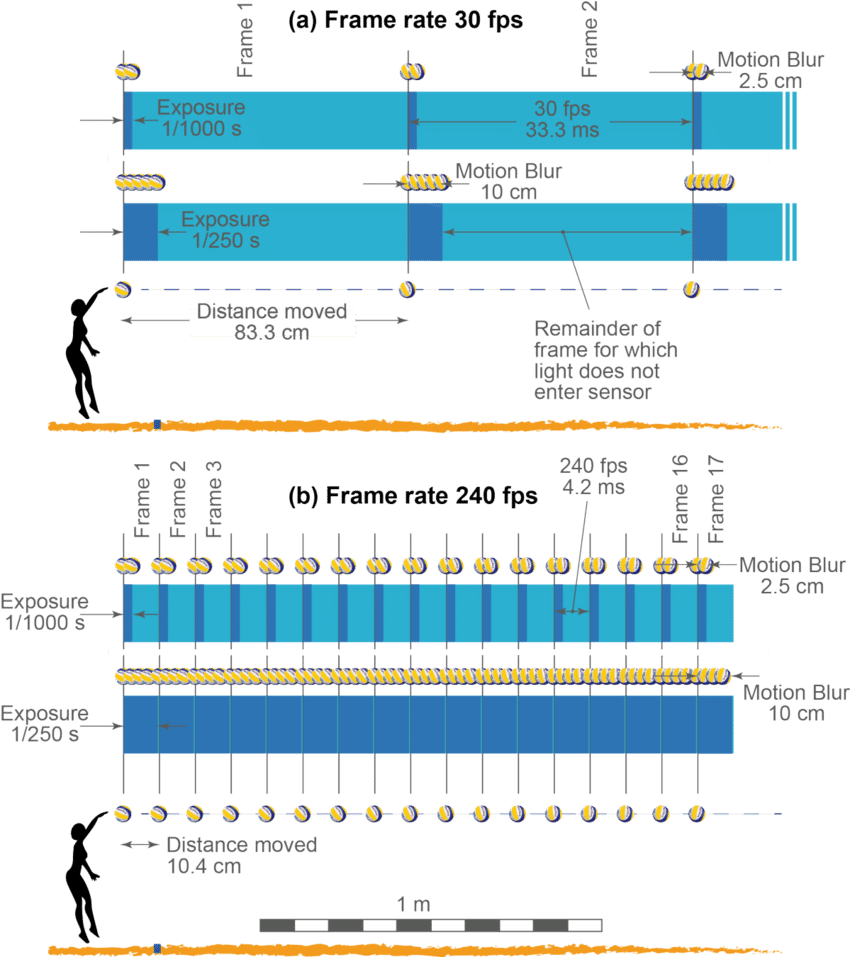 (a) Frame rate 30 fps
Frame 1
Frame 2
Motion Blur
2.5 cm
Exposure
1/1000 s
30 fps
33.3 ms
Motion Blur
10 cm
Exposure
1/250 s
Distance moved
83.3 cm
Remainder of
frame for which
light does not
enter sensor
(b) Frame rate 240 fps
Frame 1
Frame 2
Frame 3
240 fps
4.2 ms
Frame 16
Frame 17
Motion Blur
2.5 cm
Exposure
1/1000 s
Motion Blur
10 cm
Exposure
1/250 s
Distance moved
10.4 cm
1 m